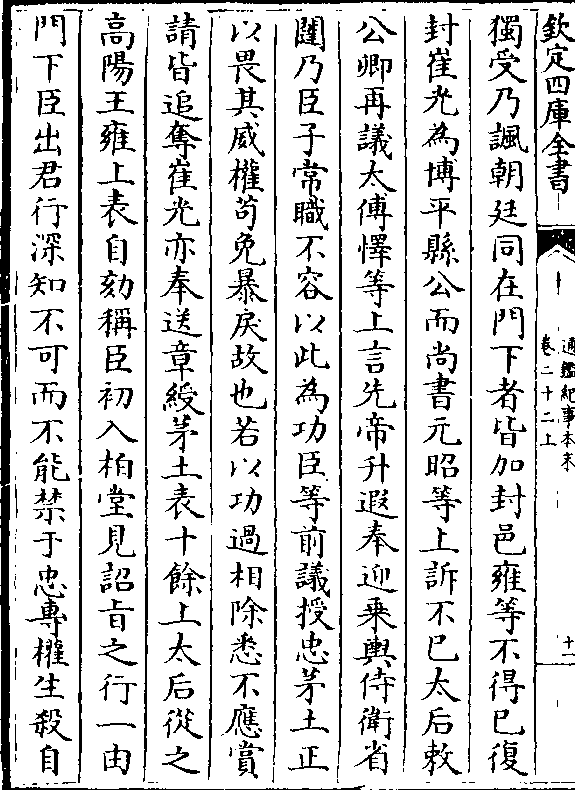 欽定四庫全書
通鑑紀事本末
卷二十二上
十一
獨受乃諷朝廷同在門下者皆加封邑雍等不得已復
封崔光為博平縣公而尚書元昭等上訴不已太后敕
公卿再議太傅懌等上言先帝升遐奉迎乗輿侍衛省
闥乃臣子常職不容以此為功臣等前議授忠茅土正
以畏其威權茍免暴戾故也若以功過相除悉不應賞
請皆追奪崔光亦奉送章綬茅土表十餘上太后從之
高陽王雍上表自劾稱臣初入柏堂見詔旨之行一由
門下臣出君行深知不可而不能禁于忠專權生殺自